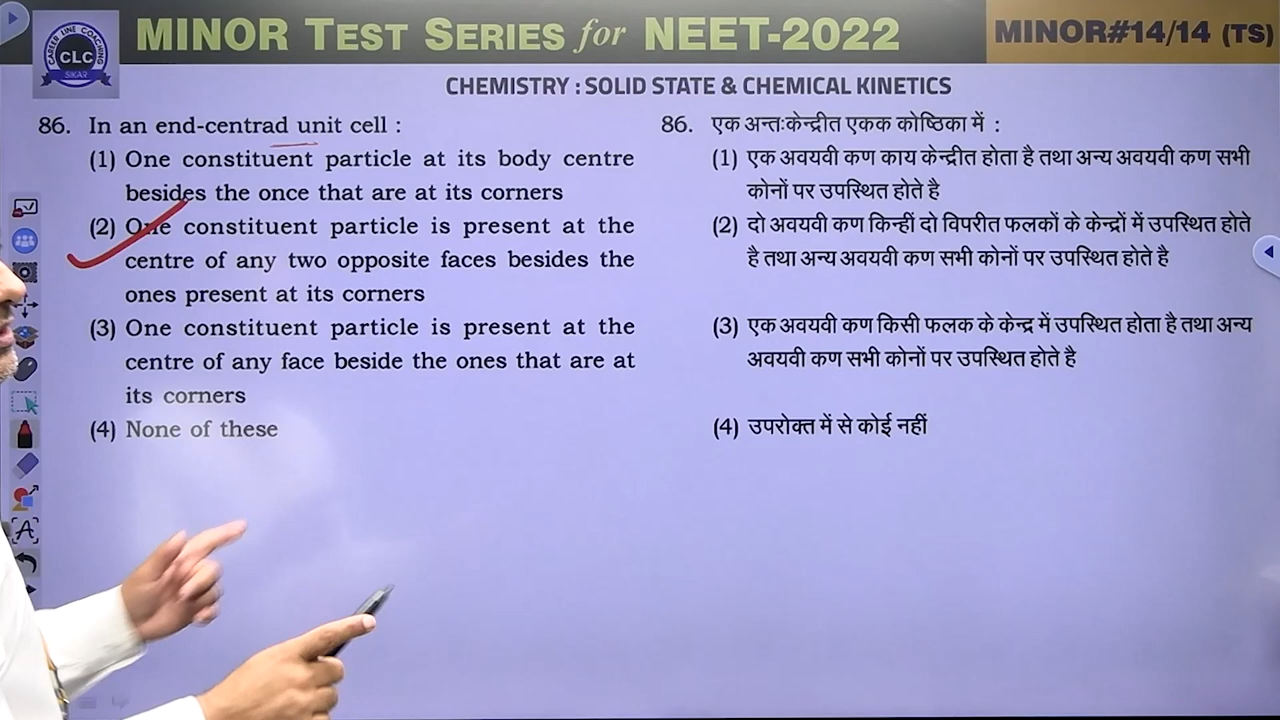 CAREER LINE COACHING
CLC
SIKAR
MINOR TEST SERIES for NEET-2022
MINOR#14/14 (TS)
CHEMISTRY : SOLID STATE & CHEMICAL KINETICS
86. In an end-centrad unit cell :
(1) One constituent particle at its body centre
besides the once that are at its corners
(2) One constituent particle is present at the
centre of any two opposite faces besides the
ones present at its corners
(3) One constituent particle is present at the
centre of any face beside the ones that are at
its corners
(4) None of these
86. एक अन्तःकेन्द्रीत एकक कोष्ठिका में :
(1) एक अवयवी कण काय केन्द्रीत होता है तथा अन्य अवयवी कण सभी
कोनों पर उपस्थित होते है
(2) दो अवयवी कण किन्हीं दो विपरीत फलकों के केन्द्रों में उपस्थित होते
है तथा अन्य अवयवी कण सभी कोनों पर उपस्थित होते है
(3) एक अवयवी कण किसी फलक के केन्द्र में उपस्थित होता है तथा अन्य
अवयवी कण सभी कोनों पर उपस्थित होते है
(4) उपरोक्त में से कोई नहीं